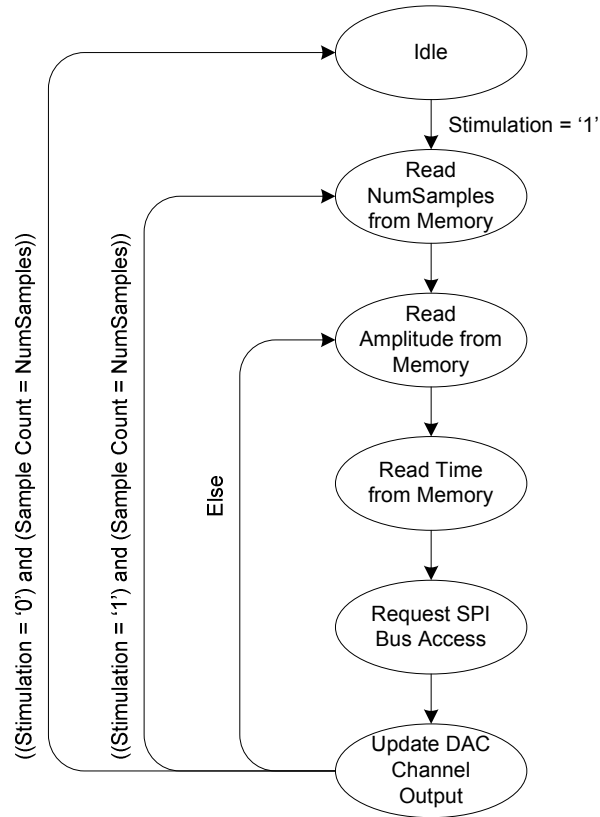 Idle
Stimulation = ‘1’
Read
NumSamples
from Memory
Read
Amplitude from
Memory
Read Time
from Memory
Request SPI
Bus Access
Update DAC
Channel
Output
((Stimulation = ‘0’) and (Sample Count = NumSamples))
((Stimulation = ‘1’) and (Sample Count = NumSamples))
Else